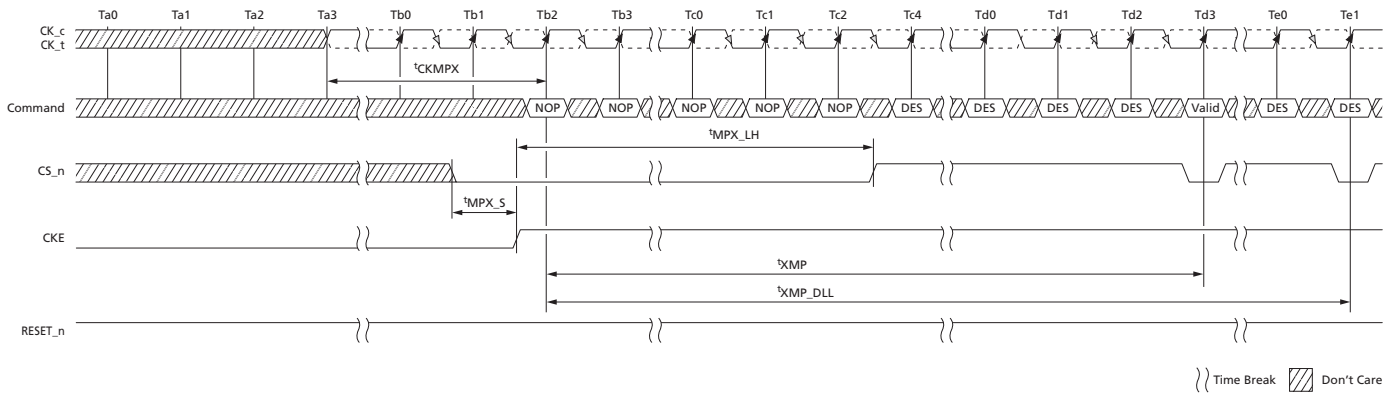 Ta0 Ta1 Ta2 Ta3 Tb0 Tb1 Tb2 Tb3 Tc0 Tc1 Tc2 Tc4 Td0 Td1 Td2 Td3 Te0 Te1
CK_c
CK_t
tCKMPX
Command NOP NOP NOP NOP NOP DES DES DES DES Valid DES DES
tMPX_LH
CS_n
tMPX_S
CKE
tXMP
tXMP_DLL
RESET_n
Time Break Don't Care